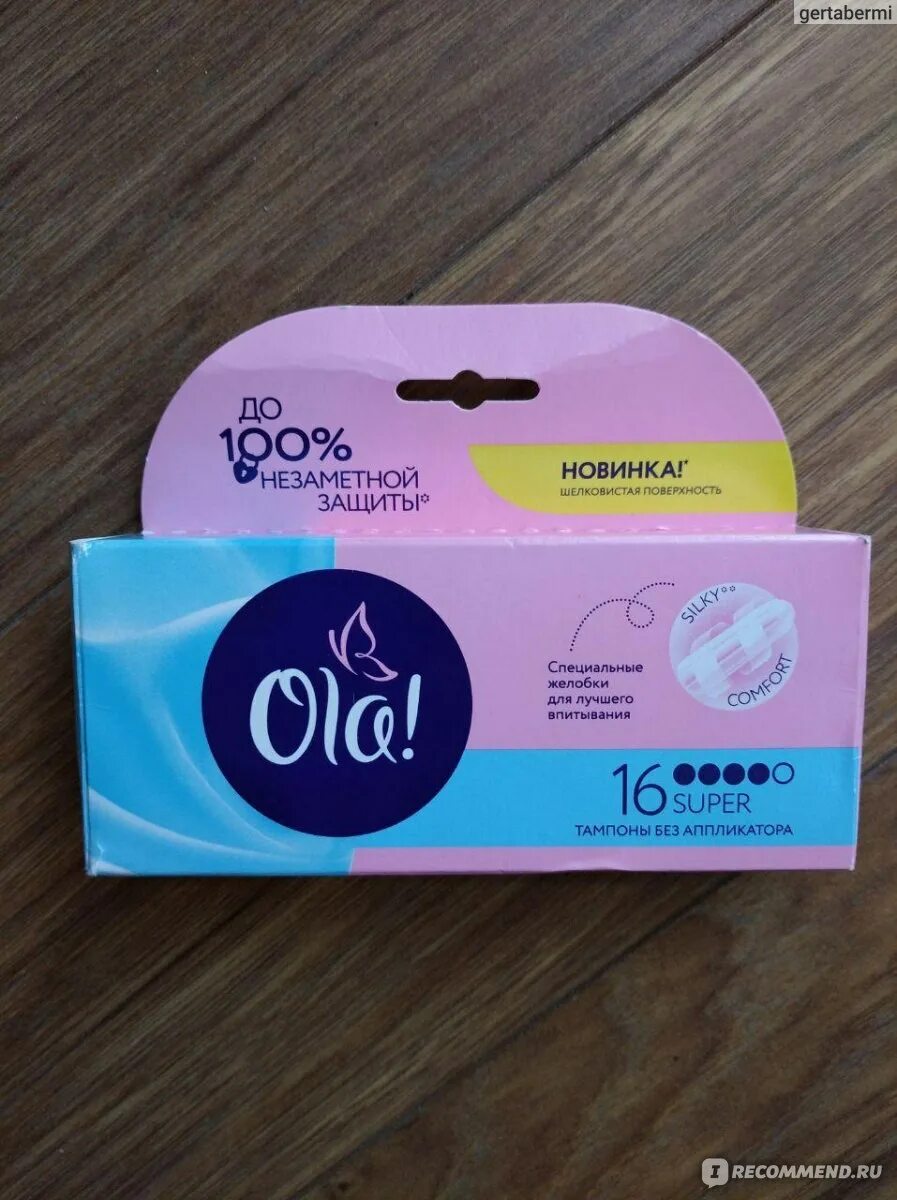 gertabermi
ДО
100%
НЕЗАМЕТНОЙ
ЗАЩИТЫ*
НОВИНКА!*
ШЕЛКОВИСТАЯ ПОВЕРХНОСТЬ
Ola!
Специальные
желобки
для лучшего
впитывания
SILKY**
COMFORT
16 SUPER
ТАМПОНЫ БЕЗ АППЛИКАТОРА
IRECOMMEND.RU